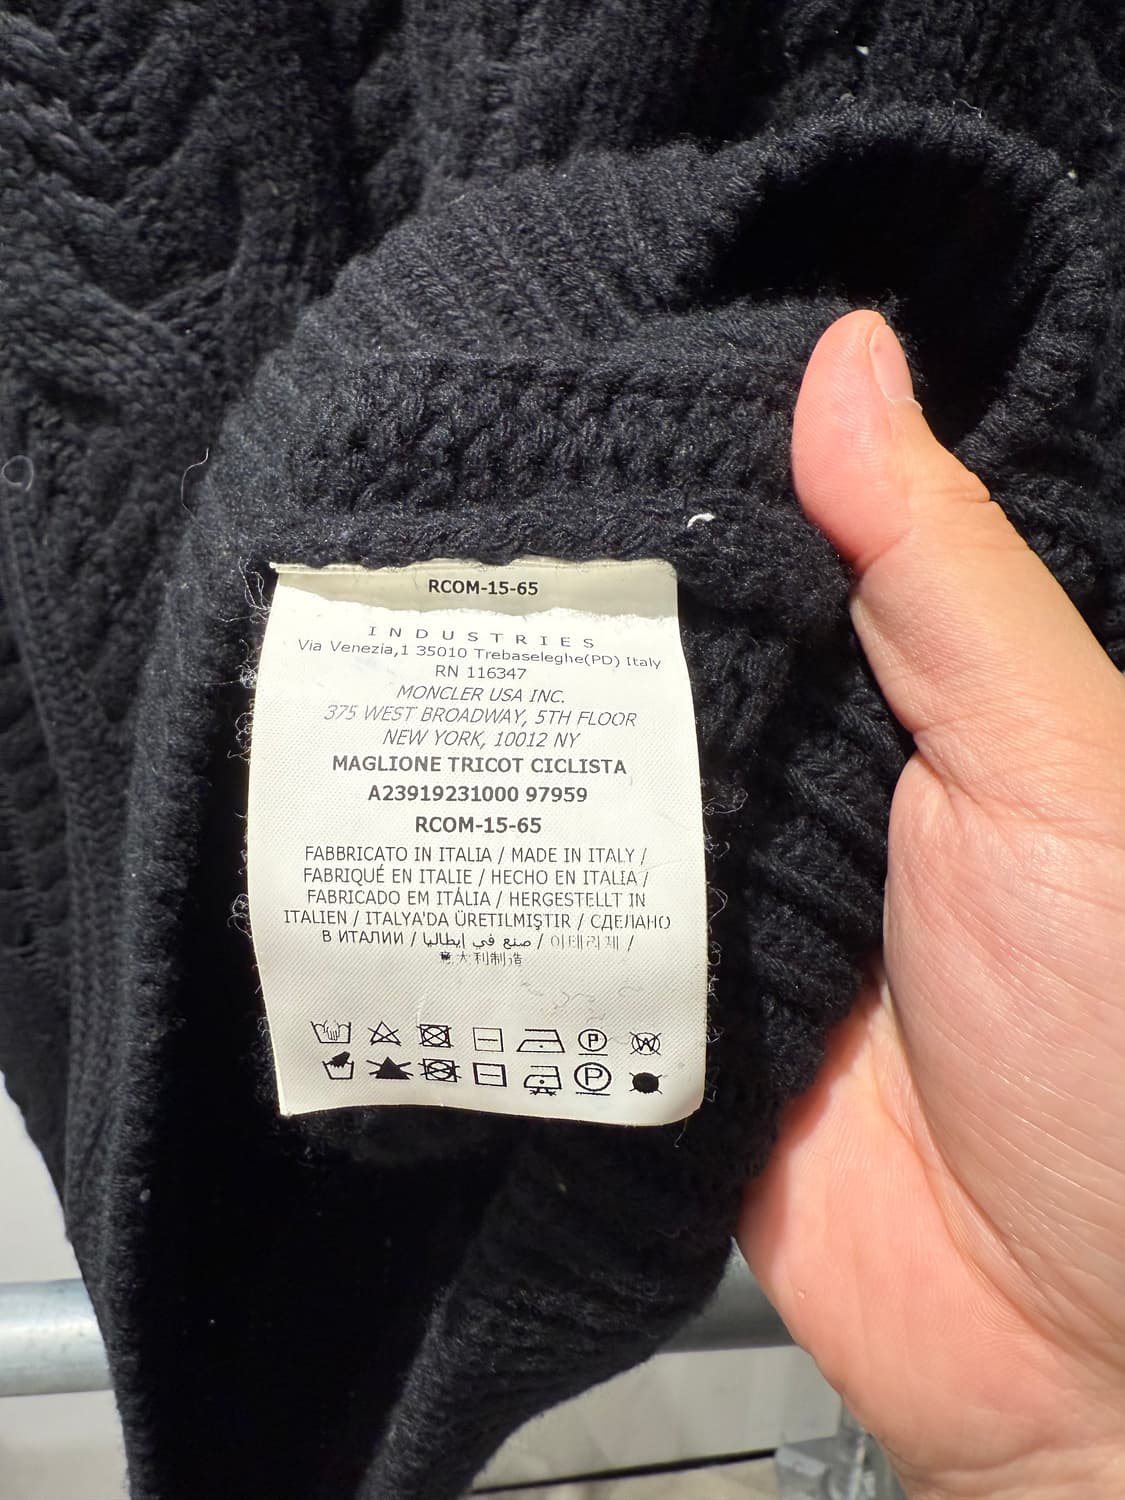 RCOM-15-65
INDUSTRIES
Via Venezia,1 35010 Trebaseleghe(PD) Italy
RN 116347
MONCLER USA INC.
375 WEST BROADWAY, 5TH FLOOR
NEW YORK, 10012 NY
MAGLIONE TRICOT CICLISTA
A23919231000 97959
RCOM-15-65
FABBRICATO IN ITALIA / MADE IN ITALY /
FABRIQUÉ EN ITALIE / HECHO EN ITALIA /
FABRICADO EM ITÁLIA / HERGESTELLT IN
ITALIEN / ITALYA'DA ÜRETILMIŞTIR / СДЕЛАНО
В ИТАЛИИ / صنع في إيطاليا / 이태리제 /
大利制造
P W
P